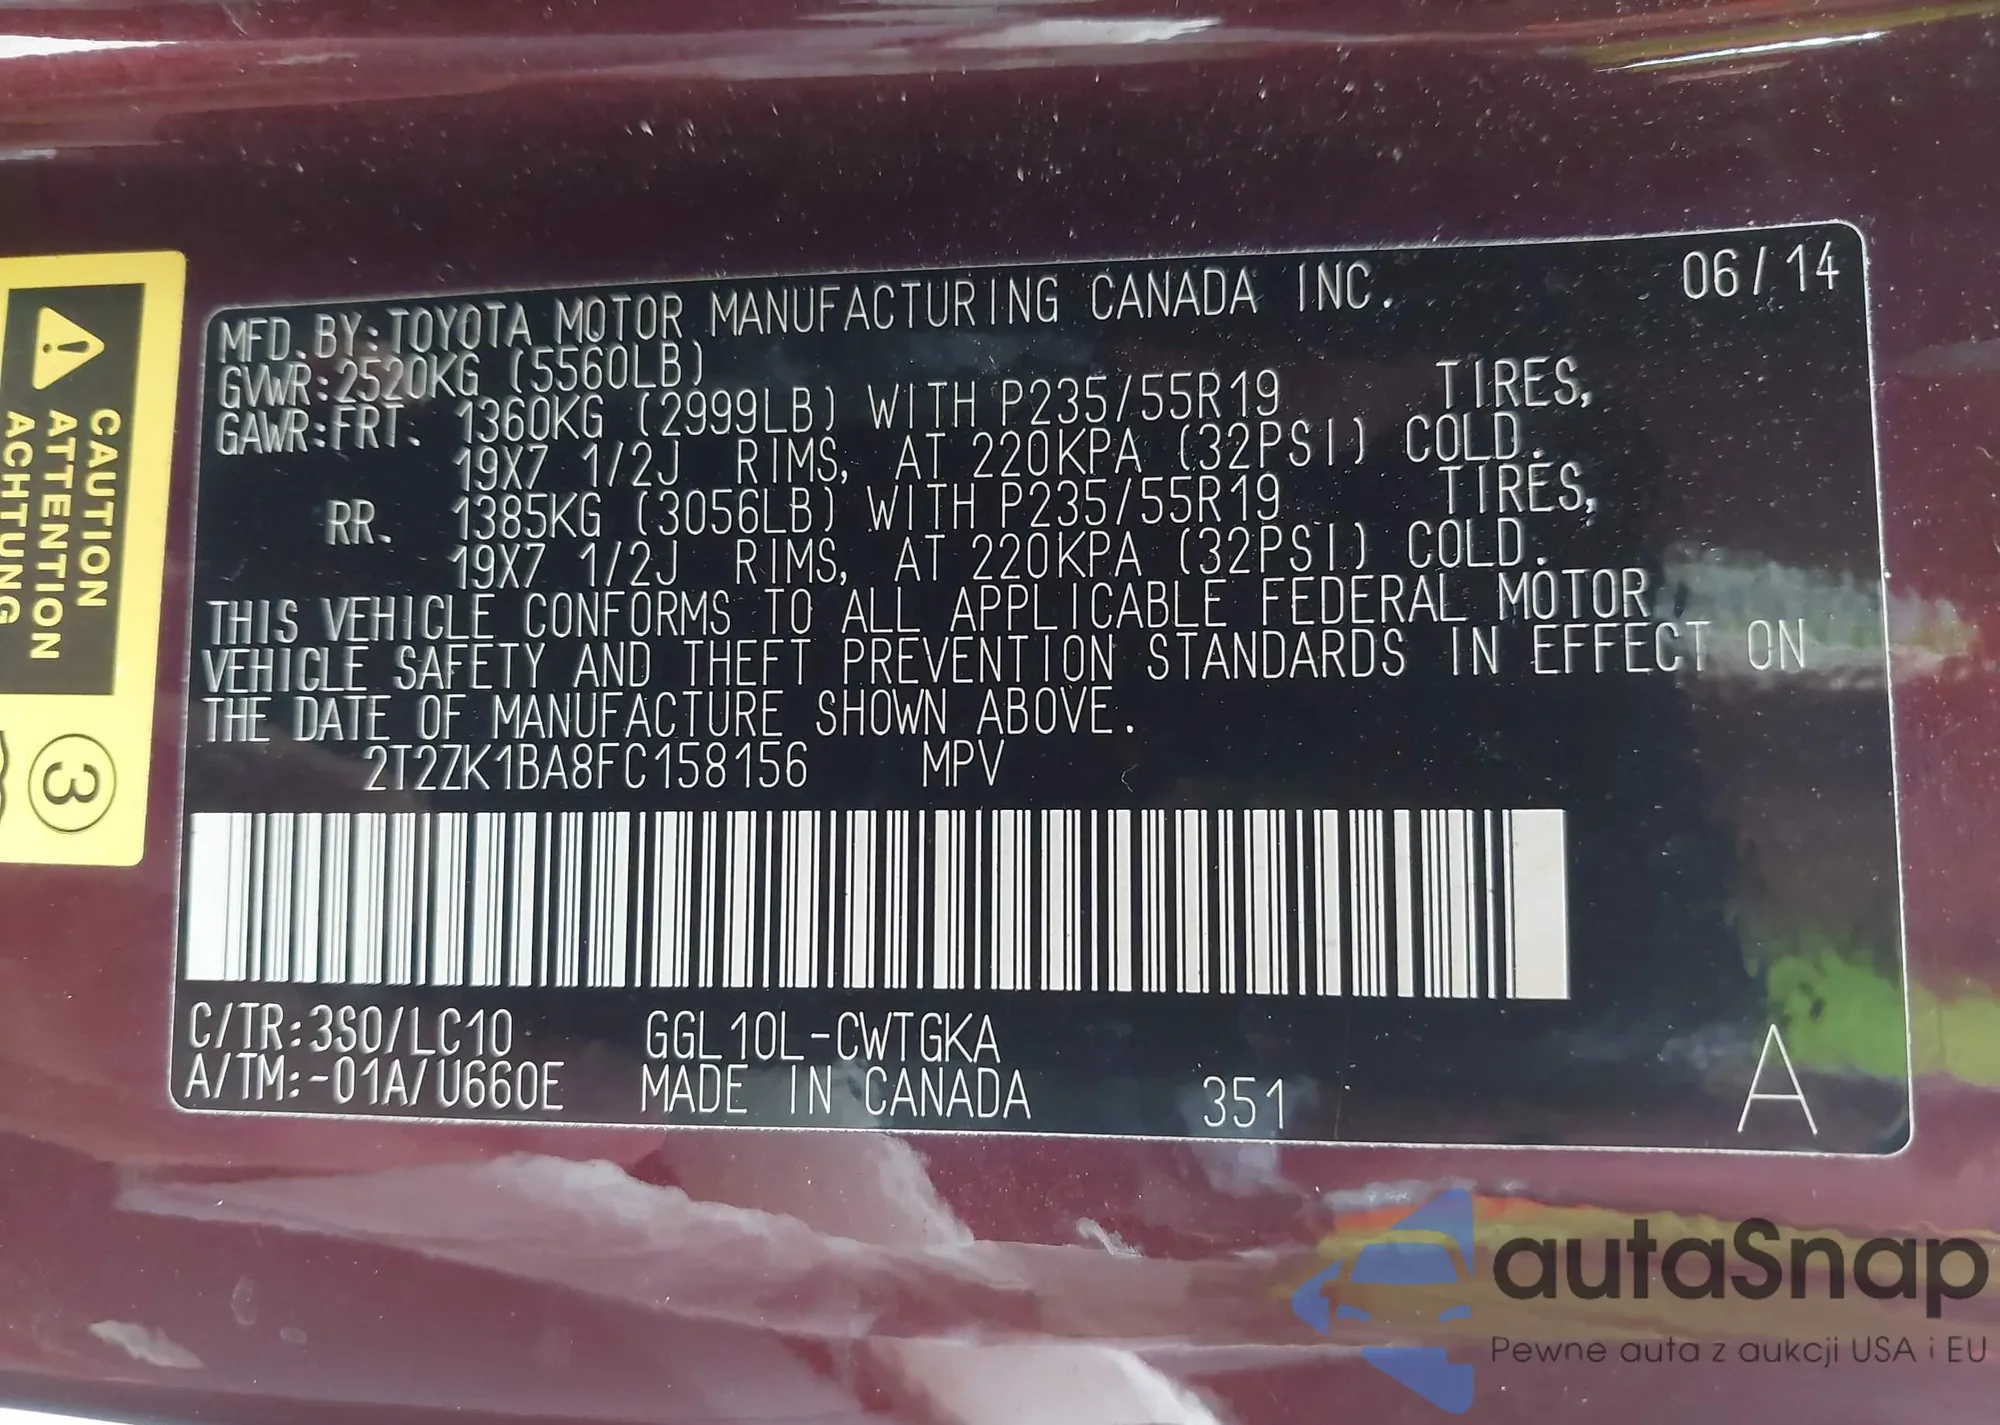 MFD. BY: TOYOTA MOTOR MANUFACTURING CANADA INC. 06/14
GVWR: 2520KG (5560LB)
GAWR: FRT. 1360KG (2999LB) WITH P235/55R19 TIRES,
19X7 1/2J RIMS, AT 220KPA (32PSI) COLD.
RR. 1385KG (3056LB) WITH P235/55R19 TIRES,
19X7 1/2J RIMS, AT 220KPA (32PSI) COLD.
THIS VEHICLE CONFORMS TO ALL APPLICABLE FEDERAL MOTOR
VEHICLE SAFETY AND THEFT PREVENTION STANDARDS IN EFFECT ON
THE DATE OF MANUFACTURE SHOWN ABOVE.
2T2ZK1BA8FC158156 MPV
C/TR: 3S0/LC10 GGL10L-CWTGKA
A/TM: -01A/U660E MADE IN CANADA 351 A
CAUTION
ATTENTION
ACHTUNG
3
autaSnap
Pewne auta z aukcji USA i EU